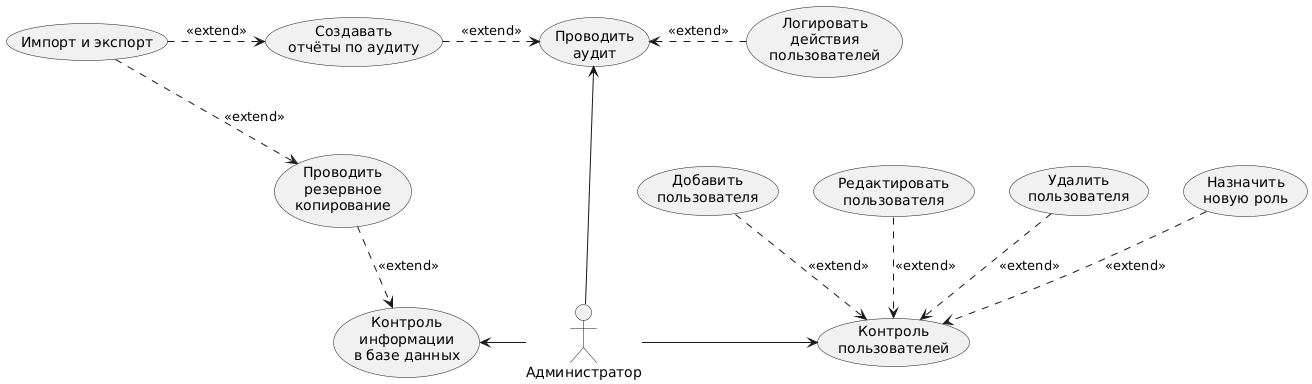 Импорт и экспорт
«extend»
Создавать
отчёты по аудиту
«extend»
Проводить
аудит
«extend»
Логировать
действия
пользователей
«extend»
Проводить
резервное
копирование
Добавить
пользователя
Редактировать
пользователя
Удалить
пользователя
Назначить
новую роль
«extend»
«extend»
«extend»
«extend»
«extend»
Контроль
информации
в базе данных
Администратор
Контроль
пользователей